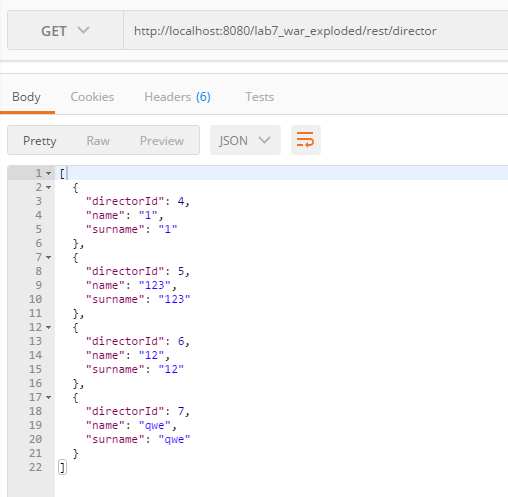 GET http://localhost:8080/lab7_war_exploded/rest/director
Body Cookies Headers (6) Tests
Pretty Raw Preview JSON
1 [
2 {
3 "directorId": 4,
4 "name": "1",
5 "surname": "1"
6 },
7 {
8 "directorId": 5,
9 "name": "123",
10 "surname": "123"
11 },
12 {
13 "directorId": 6,
14 "name": "12",
15 "surname": "12"
16 },
17 {
18 "directorId": 7,
19 "name": "qwe",
20 "surname": "qwe"
21 }
22 ]